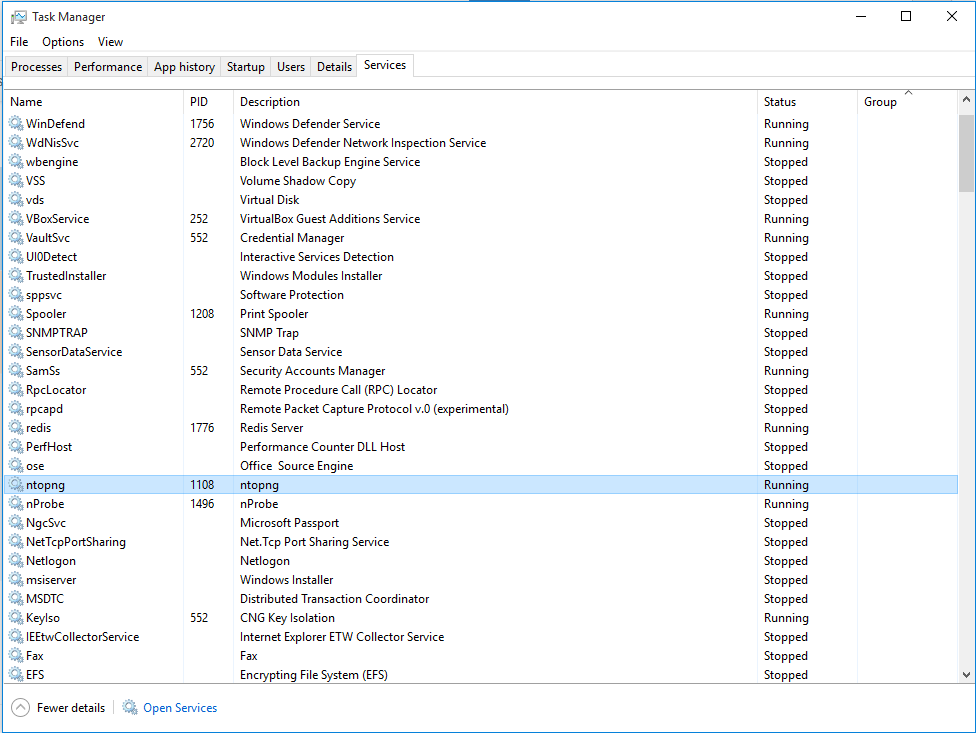 Task Manager
File Options View
Processes Performance App history Startup Users Details Services
Name PID Description Status Group
WinDefend 1756 Windows Defender Service Running
WdNisSvc 2720 Windows Defender Network Inspection Service Running
wbengine Block Level Backup Engine Service Stopped
VSS Volume Shadow Copy Stopped
vds Virtual Disk Stopped
VBoxService 252 VirtualBox Guest Additions Service Running
VaultSvc 552 Credential Manager Running
UI0Detect Interactive Services Detection Stopped
TrustedInstaller Windows Modules Installer Stopped
sppsvc Software Protection Stopped
Spooler 1208 Print Spooler Running
SNMPTRAP SNMP Trap Stopped
SensorDataService Sensor Data Service Stopped
SamSs 552 Security Accounts Manager Running
RpcLocator Remote Procedure Call (RPC) Locator Stopped
rpcapd Remote Packet Capture Protocol v.0 (experimental) Stopped
redis 1776 Redis Server Running
PerfHost Performance Counter DLL Host Stopped
ose Office Source Engine Stopped
ntopng 1108 ntopng Running
nProbe 1496 nProbe Running
NgcSvc Microsoft Passport Stopped
NetTcpPortSharing Net.Tcp Port Sharing Service Stopped
Netlogon Netlogon Stopped
msiserver Windows Installer Stopped
MSDTC Distributed Transaction Coordinator Stopped
KeyIso 552 CNG Key Isolation Running
IEEtwCollectorService Internet Explorer ETW Collector Service Stopped
Fax Fax Stopped
EFS Encrypting File System (EFS) Stopped
Fewer details Open Services